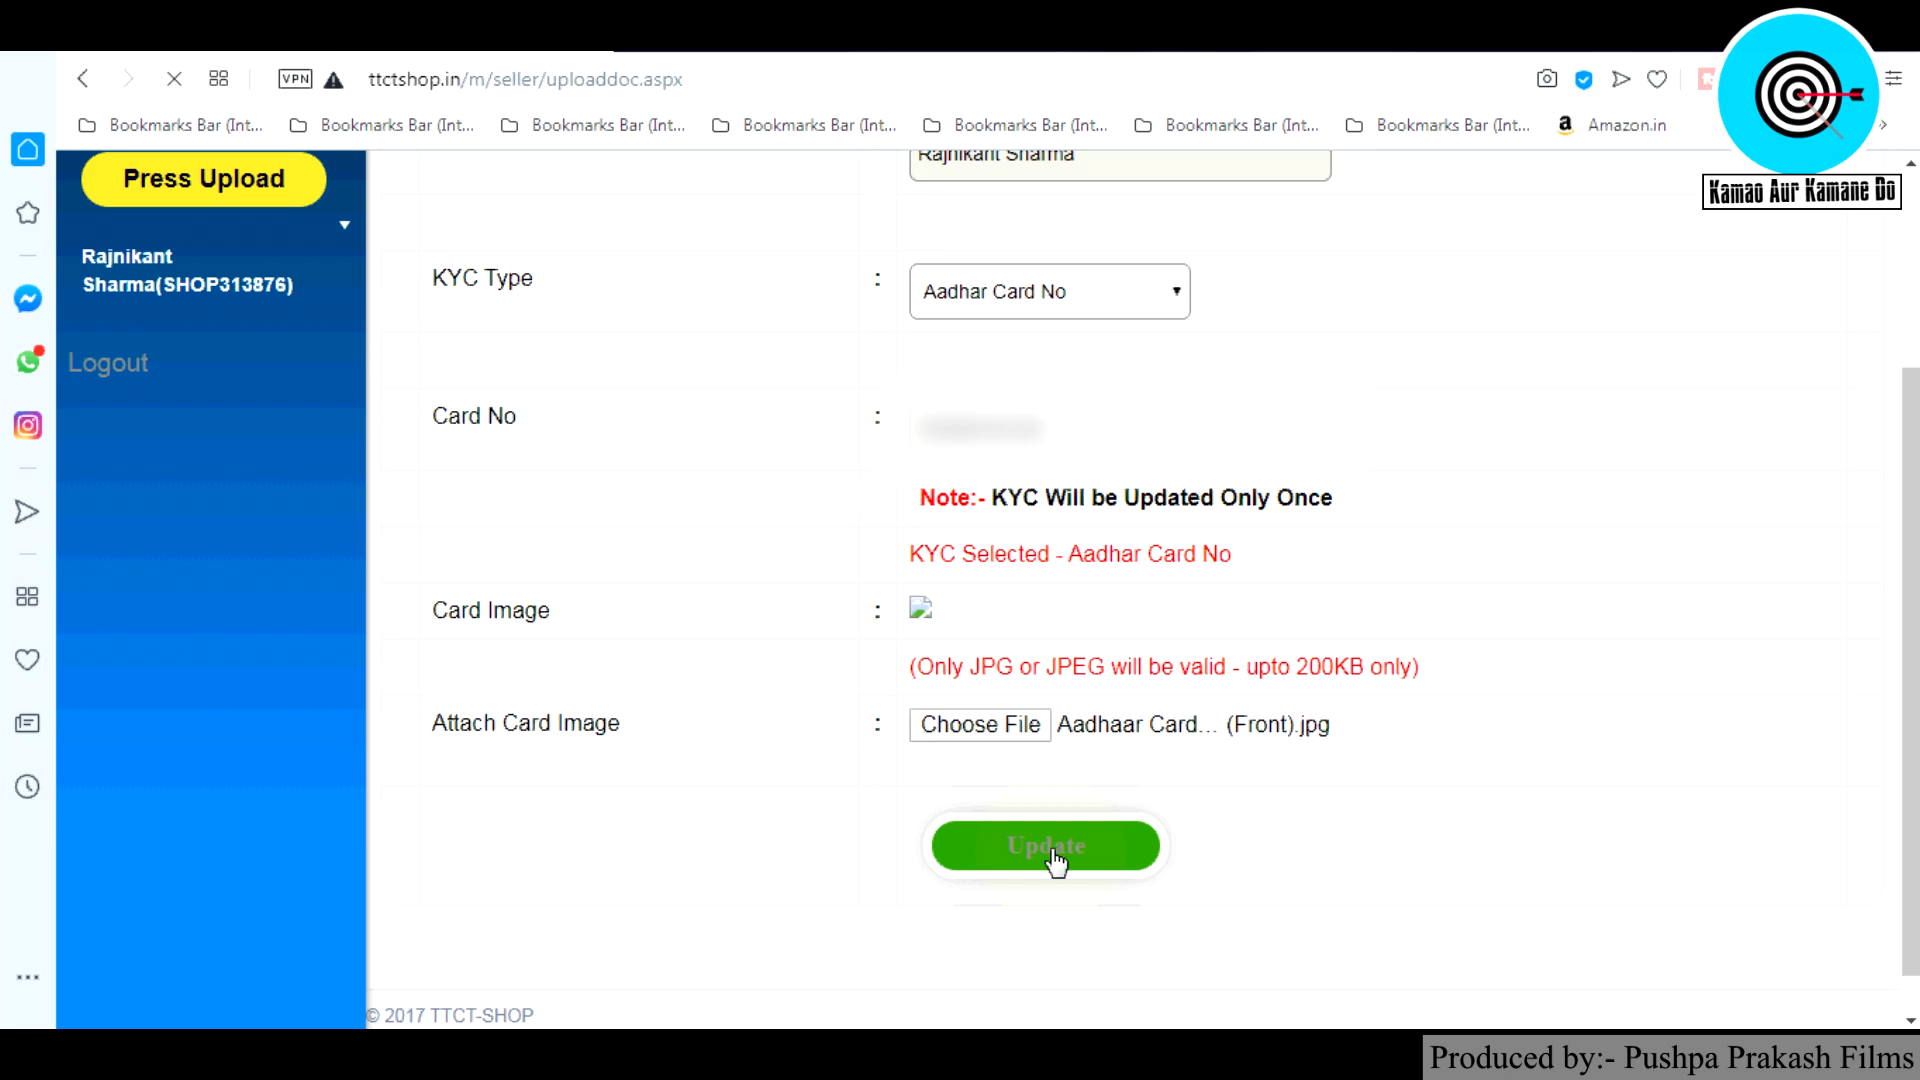 VPN
ttctshop.in/m/seller/uploaddoc.aspx
Bookmarks Bar (Int...
Bookmarks Bar (Int...
Bookmarks Bar (Int...
Bookmarks Bar (Int...
Bookmarks Bar (Int...
Bookmarks Bar (Int...
Bookmarks Bar (Int...
a
Amazon.in
Kamao Aur Kamane Do
Press Upload
Rajnikant
Sharma(SHOP313876)
Logout
Rajnikant Sharma
KYC Type : Aadhar Card No
Card No :
Note:- KYC Will be Updated Only Once
KYC Selected - Aadhar Card No
Card Image :
(Only JPG or JPEG will be valid - upto 200KB only)
Attach Card Image : Choose File Aadhaar Card... (Front).jpg
Update
© 2017 TTCT-SHOP
Produced by:- Pushpa Prakash Films